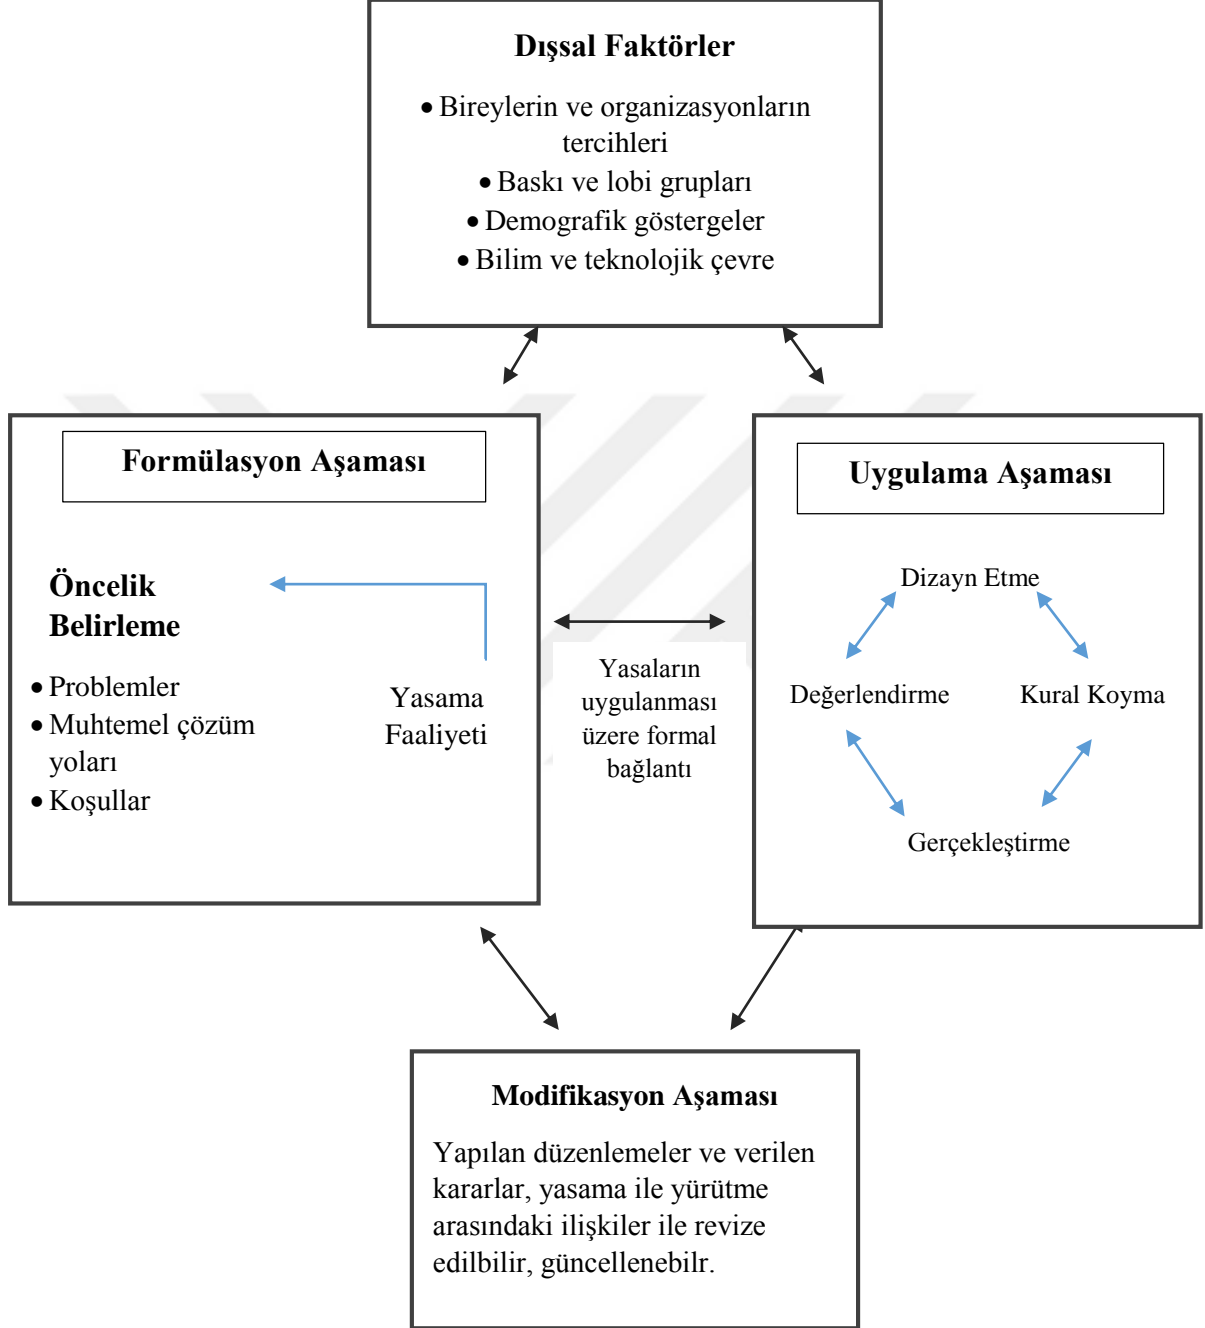 Dışsal Faktörler
• Bireylerin ve organizasyonların
tercihleri
• Baskı ve lobi grupları
• Demografik göstergeler
• Bilim ve teknolojik çevre
Formülasyon Aşaması
Öncelik
Belirleme
• Problemler
• Muhtemel çözüm
yoları
• Koşullar
Yasama
Faaliyeti
Yasaların
uygulanması
üzere formal
bağlantı
Uygulama Aşaması
Dizayn Etme
Değerlendirme
Kural Koyma
Gerçekleştirme
Modifikasyon Aşaması
Yapılan düzenlemeler ve verilen
kararlar, yasama ile yürütme
arasındaki ilişkiler ile revize
edilbilir, güncellenebilr.